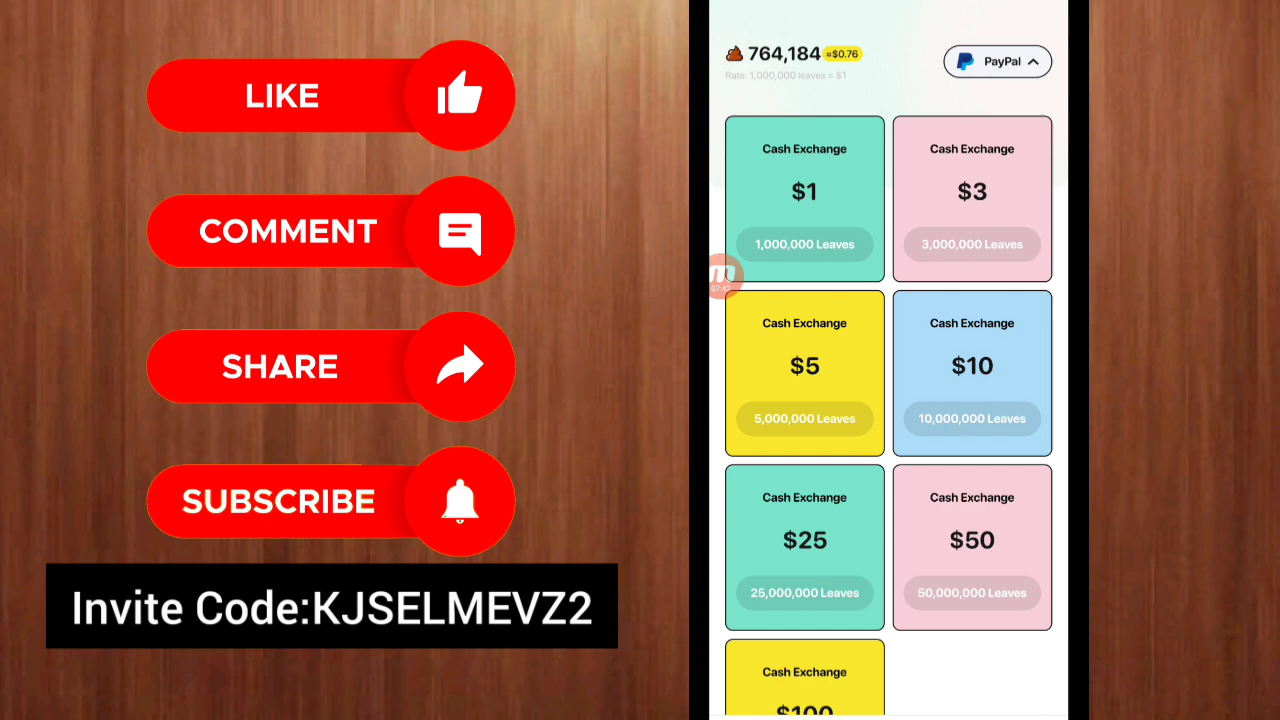 LIKE
COMMENT
SHARE
SUBSCRIBE
Invite Code:KJSELMEVZ2
764,184 ≈$0.76
Rate: 1,000,000 leaves = $1
PayPal
Cash Exchange
$1
1,000,000 Leaves
Cash Exchange
$3
3,000,000 Leaves
m
07:42
Cash Exchange
$5
5,000,000 Leaves
Cash Exchange
$10
10,000,000 Leaves
Cash Exchange
$25
25,000,000 Leaves
Cash Exchange
$50
50,000,000 Leaves
Cash Exchange
$100